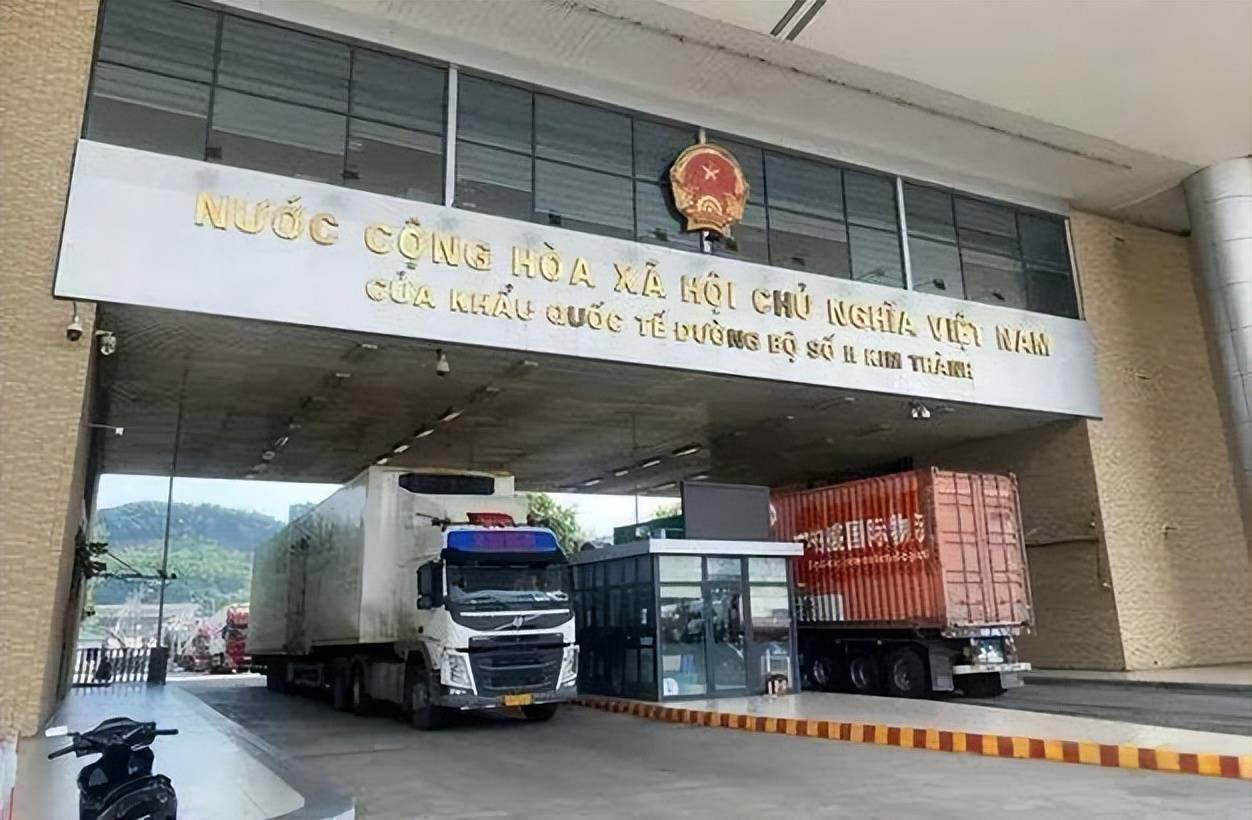 NƯỚC CỘNG HÒA XÃ HỘI CHỦ NGHĨA VIỆT NAM
CỬA KHẨU QUỐC TẾ ĐƯỜNG BỘ SỐ II KIM THÀNH
国际物